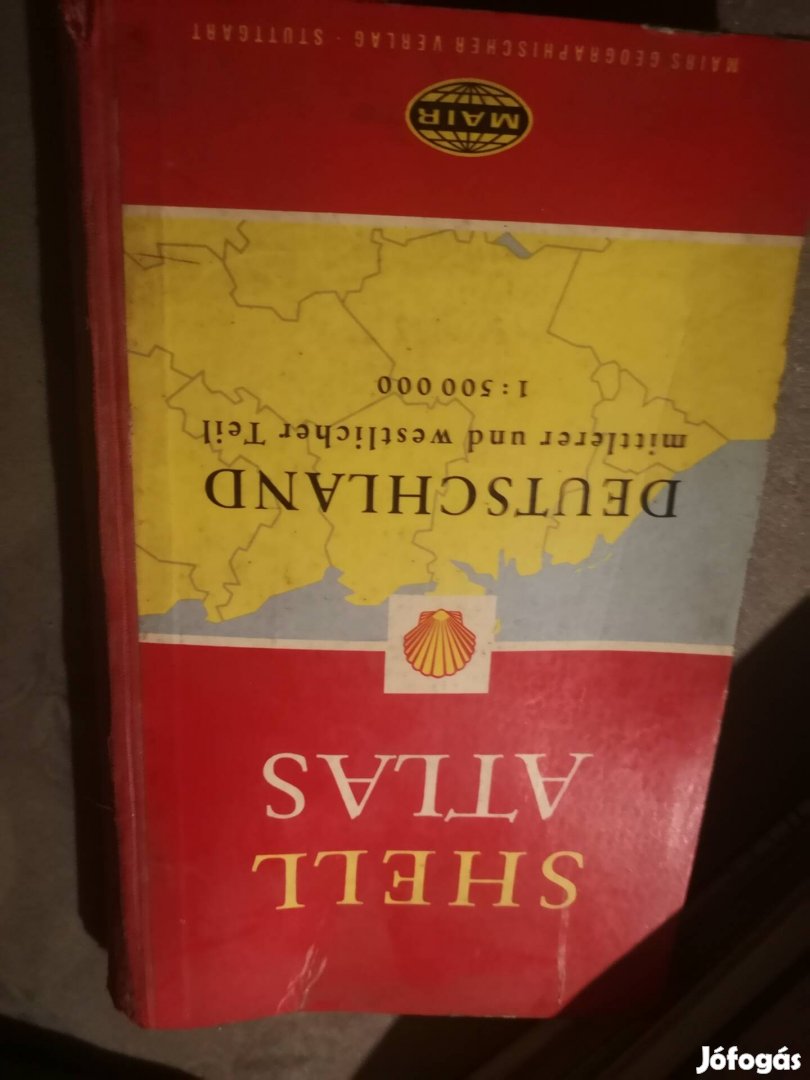 SHELL
ATLAS
DEUTSCHLAND
mittlerer und westlicher Teil
1:500 000
MAIR
MAIRS GEOGRAPHISCHER VERLAG · STUTTGART
Jófogás